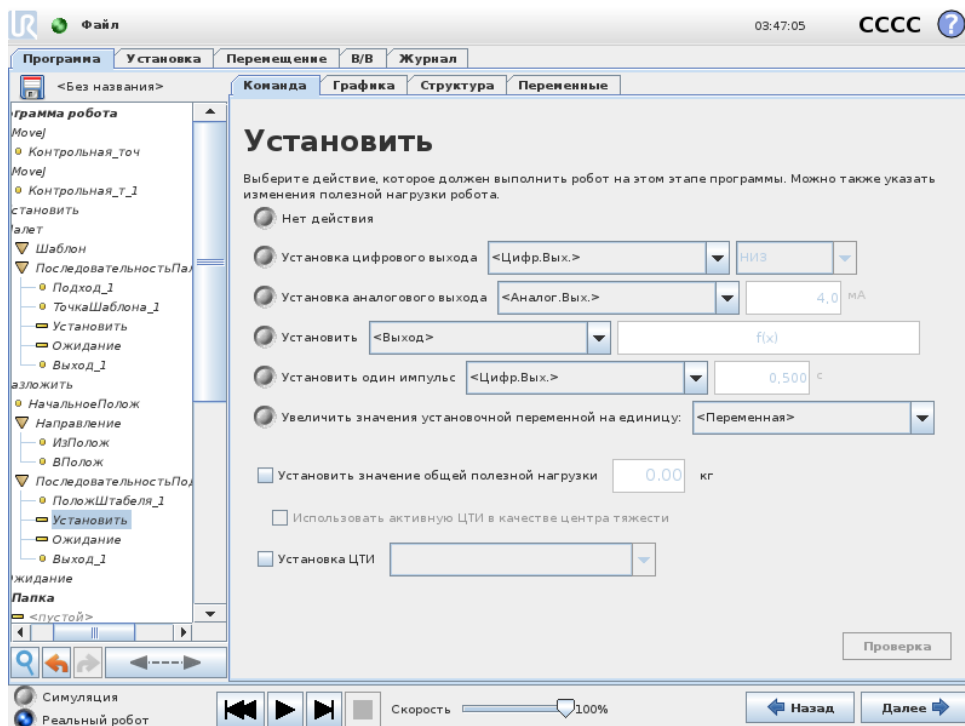 UR Файл 03:47:05 CCCC ?
Программа Установка Перемещение В/В Журнал
<Без названия>
Команда Графика Структура Переменные
грамма робота
MoveJ
Контрольная_точ
MoveJ
Контрольная_т_1
становить
алет
Шаблон
ПоследовательностьПал
Подход_1
ТочкаШаблона_1
Установить
Ожидание
Выход_1
азложить
НачальноеПолож
Направление
ИзПолож
ВПолож
ПоследовательностьПод
ПоложШтабеля_1
Установить
Ожидание
Выход_1
жидание
Папка
<пустой>
Установить
Выберите действие, которое должен выполнить робот на этом этапе программы. Можно также указать
изменения полезной нагрузки робота.
Нет действия
Установка цифрового выхода <Цифр.Вых.> НИЗ
Установка аналогового выхода <Аналог.Вых.> 4,0 мА
Установить <Выход> f(x)
Установить один импульс <Цифр.Вых.> 0,500 с
Увеличить значения установочной переменной на единицу: <Переменная>
Установить значение общей полезной нагрузки 0.00 кг
Использовать активную ЦТИ в качестве центра тяжести
Установка ЦТИ
Проверка
Симуляция
Реальный робот
Скорость 100%
Назад Далее